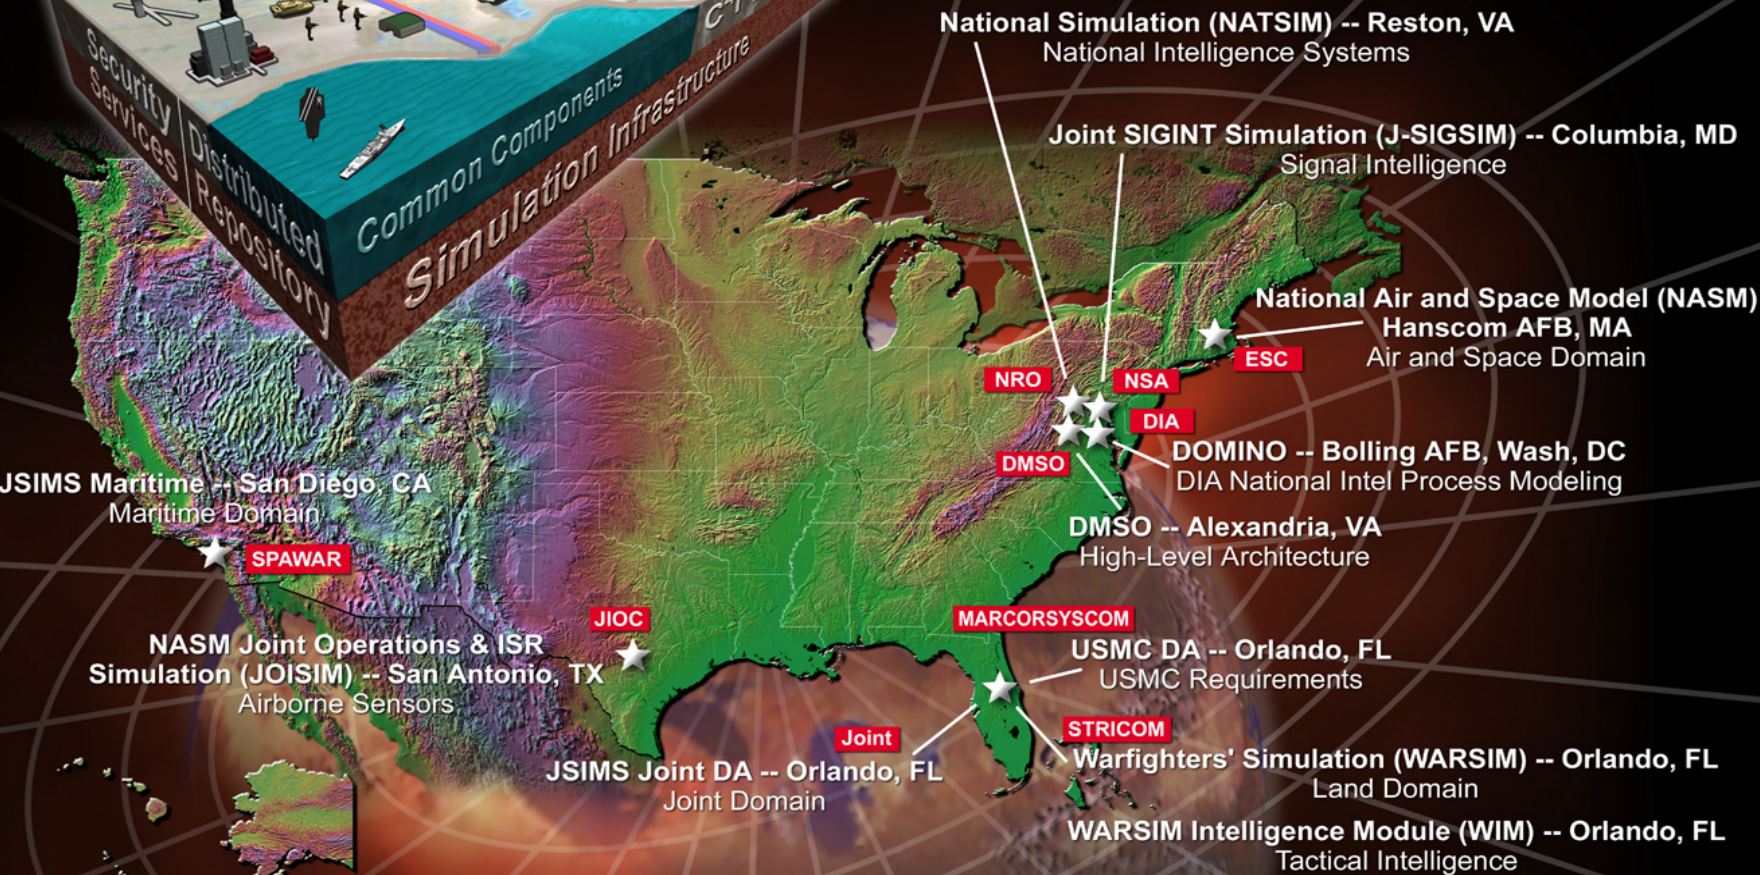 National Simulation (NATSIM) -- Reston, VA
National Intelligence Systems
Security
Services
Distributed
Repository
Common Components
Simulation Infrastructure
Joint SIGINT Simulation (J-SIGSIM) -- Columbia, MD
Signal Intelligence
National Air and Space Model (NASM)
Hanscom AFB, MA
Air and Space Domain
ESC
NRO
NSA
DIA
DMSO
DOMINO -- Bolling AFB, Wash, DC
DIA National Intel Process Modeling
JSIMS Maritime -- San Diego, CA
Maritime Domain
SPAWAR
DMSO -- Alexandria, VA
High-Level Architecture
JIOC
NASM Joint Operations & ISR
Simulation (JOISIM) -- San Antonio, TX
Airborne Sensors
MARCORSYSCOM
USMC DA -- Orlando, FL
USMC Requirements
Joint
JSIMS Joint DA -- Orlando, FL
Joint Domain
STRICOM
Warfighters' Simulation (WARSIM) -- Orlando, FL
Land Domain
WARSIM Intelligence Module (WIM) -- Orlando, FL
Tactical Intelligence